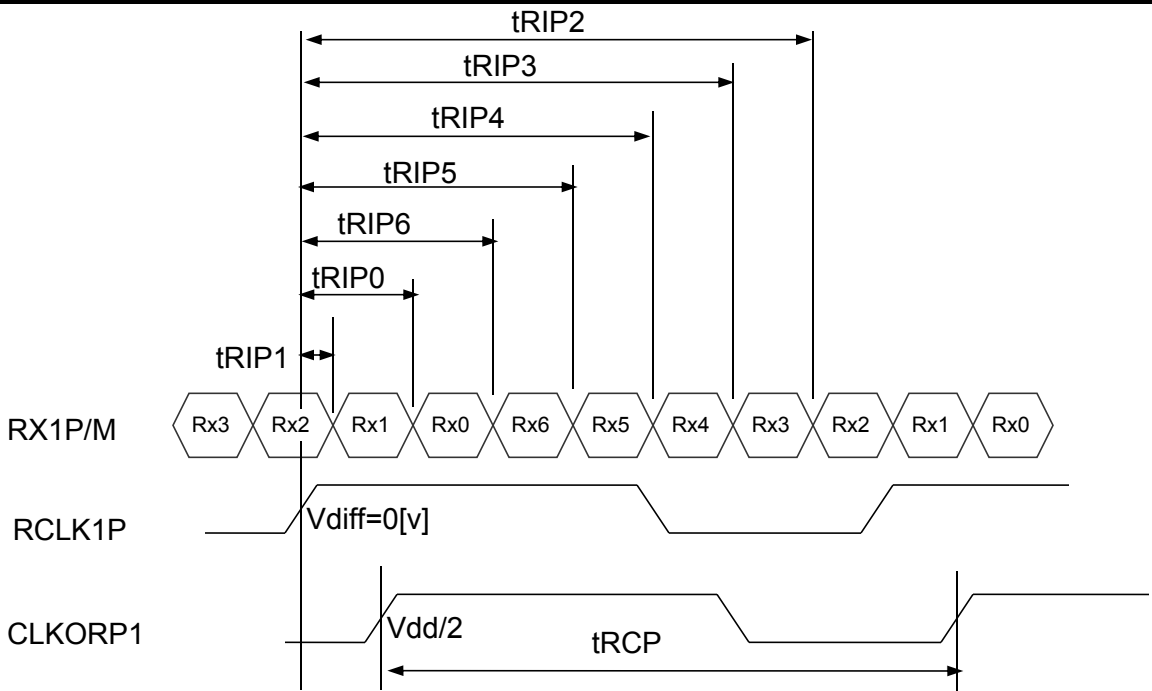 tRIP2
tRIP3
tRIP4
tRIP5
tRIP6
tRIP0
tRIP1
RX1P/M Rx3 Rx2 Rx1 Rx0 Rx6 Rx5 Rx4 Rx3 Rx2 Rx1 Rx0
RCLK1P Vdiff=0[v]
CLKORP1 Vdd/2 tRCP